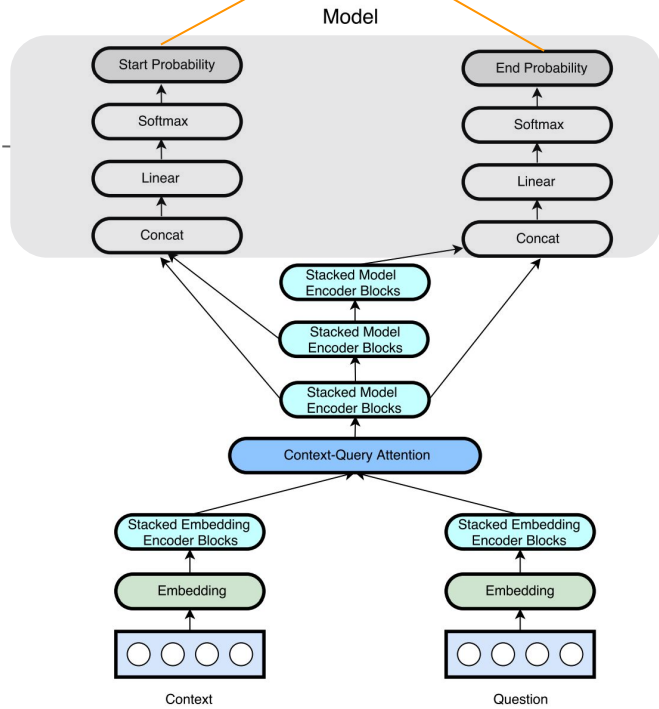 Model
Start Probability
End Probability
Softmax
Softmax
Linear
Linear
Concat
Concat
Stacked Model
Encoder Blocks
Stacked Model
Encoder Blocks
Stacked Model
Encoder Blocks
Context-Query Attention
Stacked Embedding
Encoder Blocks
Stacked Embedding
Encoder Blocks
Embedding
Embedding
Context
Question